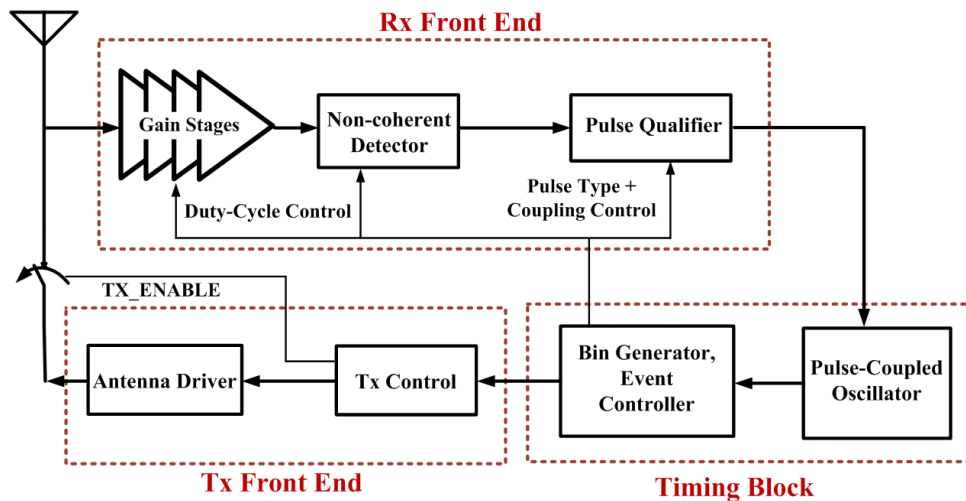 Rx Front End
Gain Stages
Non-coherent
Detector
Pulse Qualifier
Duty-Cycle Control
Pulse Type +
Coupling Control
TX_ENABLE
Antenna Driver
Tx Control
Bin Generator,
Event
Controller
Pulse-Coupled
Oscillator
Tx Front End
Timing Block